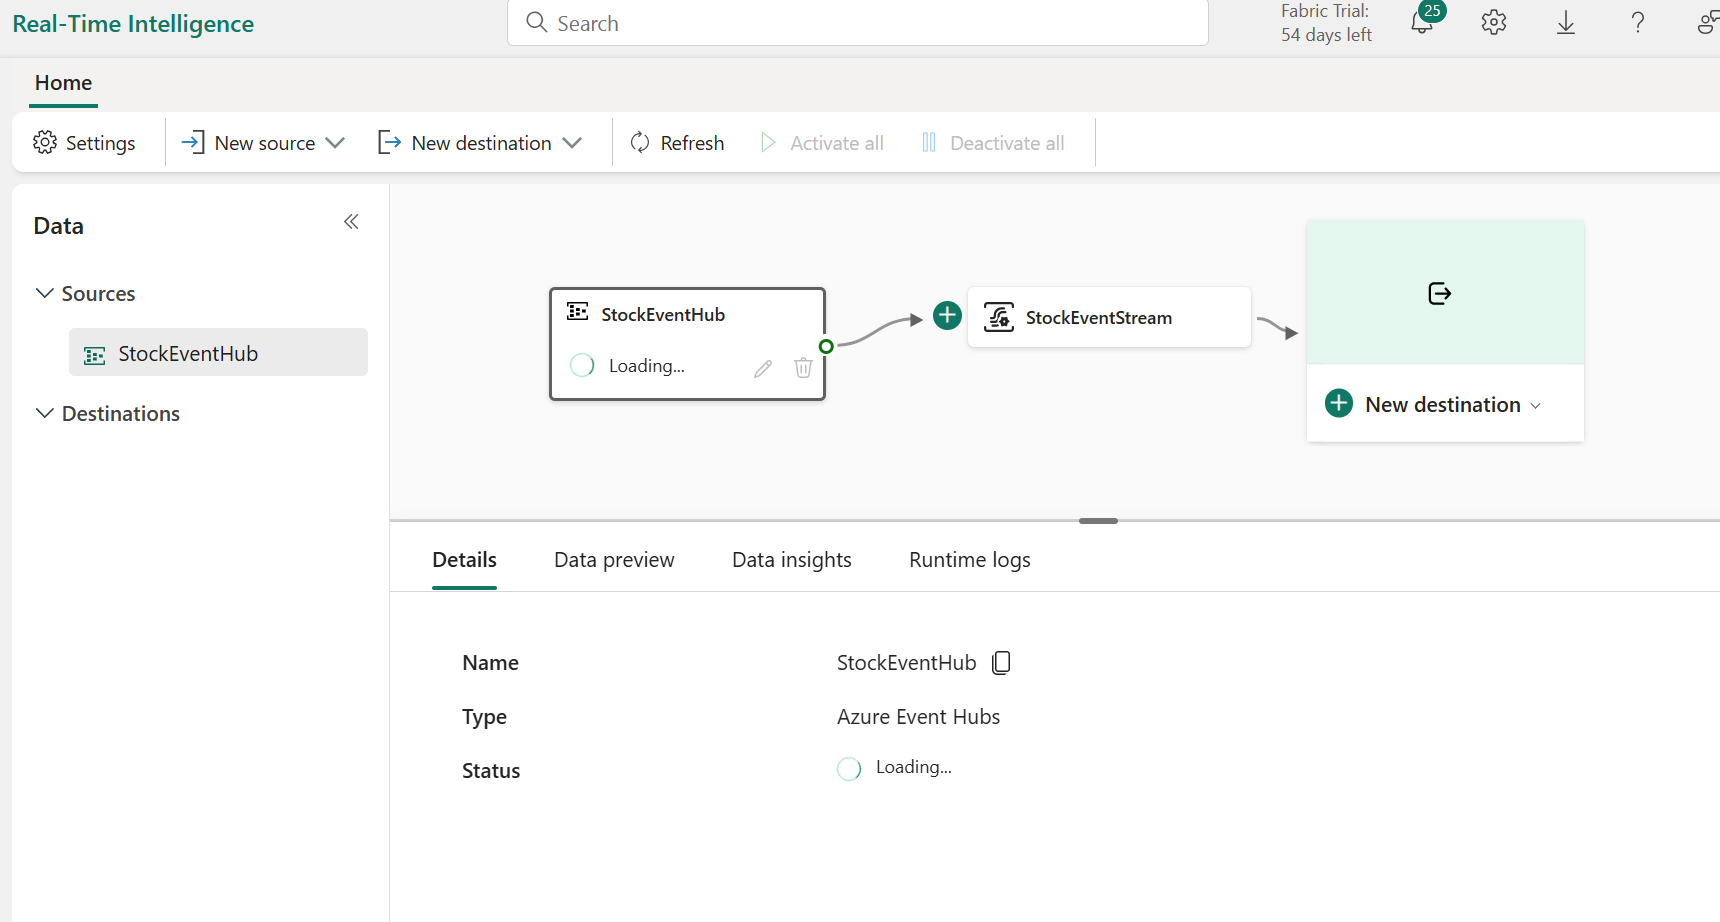 Real-Time Intelligence
Search
Fabric Trial:
54 days left
25
Home
Settings
New source
New destination
Refresh
Activate all
Deactivate all
Data
Sources
StockEventHub
Destinations
StockEventHub
Loading...
StockEventStream
New destination
Details
Data preview
Data insights
Runtime logs
Name
StockEventHub
Type
Azure Event Hubs
Status
Loading...